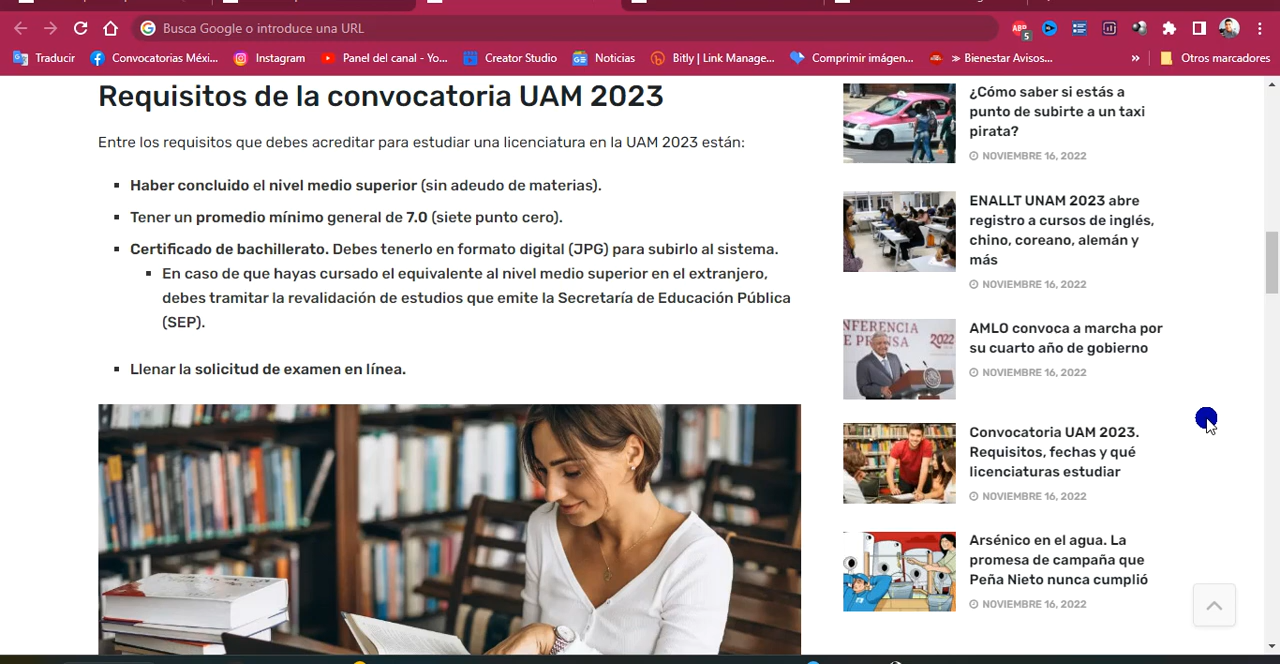 Busca Google o introduce una URL
ABP
5
Traducir
Convocatorias Méxi...
Instagram
Panel del canal - Yo...
Creator Studio
Noticias
Bitly | Link Manage...
Comprimir imágen...
≫ Bienestar Avisos...
»
Otros marcadores
Requisitos de la convocatoria UAM 2023
Entre los requisitos que debes acreditar para estudiar una licenciatura en la UAM 2023 están:
Haber concluido el nivel medio superior (sin adeudo de materias).
Tener un promedio mínimo general de 7.0 (siete punto cero).
Certificado de bachillerato. Debes tenerlo en formato digital (JPG) para subirlo al sistema.
En caso de que hayas cursado el equivalente al nivel medio superior en el extranjero,
debes tramitar la revalidación de estudios que emite la Secretaría de Educación Pública
(SEP).
Llenar la solicitud de examen en línea.
¿Cómo saber si estás a
punto de subirte a un taxi
pirata?
NOVIEMBRE 16, 2022
ENALLT UNAM 2023 abre
registro a cursos de inglés,
chino, coreano, alemán y
más
NOVIEMBRE 16, 2022
NFERENCIA
E PRENSA
2022
AMLO convoca a marcha por
su cuarto año de gobierno
NOVIEMBRE 16, 2022
Convocatoria UAM 2023.
Requisitos, fechas y qué
licenciaturas estudiar
NOVIEMBRE 16, 2022
Arsénico en el agua. La
promesa de campaña que
Peña Nieto nunca cumplió
NOVIEMBRE 16, 2022